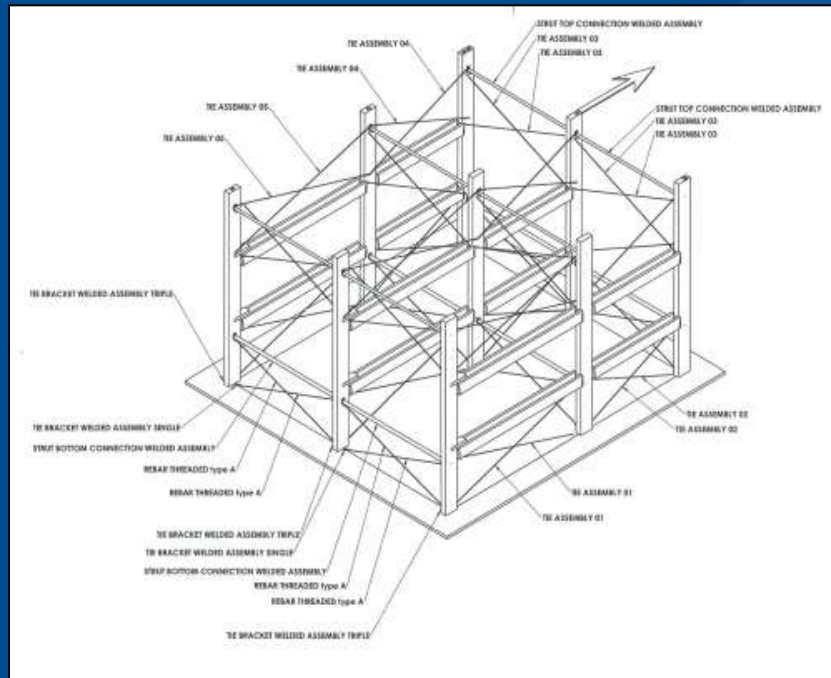 STRUT TOP CONNECTION WELDED ASSEMBLY
TIE ASSEMBLY 03
TIE ASSEMBLY 03
TIE ASSEMBLY 04
TIE ASSEMBLY 04
STRUT TOP CONNECTION WELDED ASSEMBLY
TIE ASSEMBLY 03
TIE ASSEMBLY 03
TIE ASSEMBLY 05
TIE ASSEMBLY 05
TIE BRACKET WELDED ASSEMBLY TRIPLE
TIE ASSEMBLY 02
TIE ASSEMBLY 02
TIE BRACKET WELDED ASSEMBLY SINGLE
STRUT BOTTOM CONNECTION WELDED ASSEMBLY
REBAR THREADED type A
REBAR THREADED type A
TIE ASSEMBLY 01
TIE ASSEMBLY 01
TIE BRACKET WELDED ASSEMBLY TRIPLE
TIE BRACKET WELDED ASSEMBLY SINGLE
STRUT BOTTOM CONNECTION WELDED ASSEMBLY
REBAR THREADED type A
REBAR THREADED type A
TIE BRACKET WELDED ASSEMBLY TRIPLE